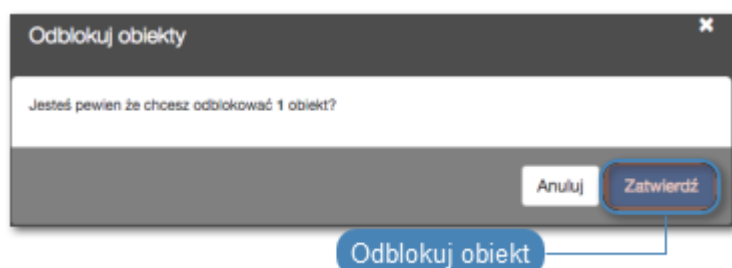 Odblokuj obiekty
Jesteś pewien że chcesz odblokować 1 obiekt?
Anuluj Zatwierdź
Odblokuj obiekt